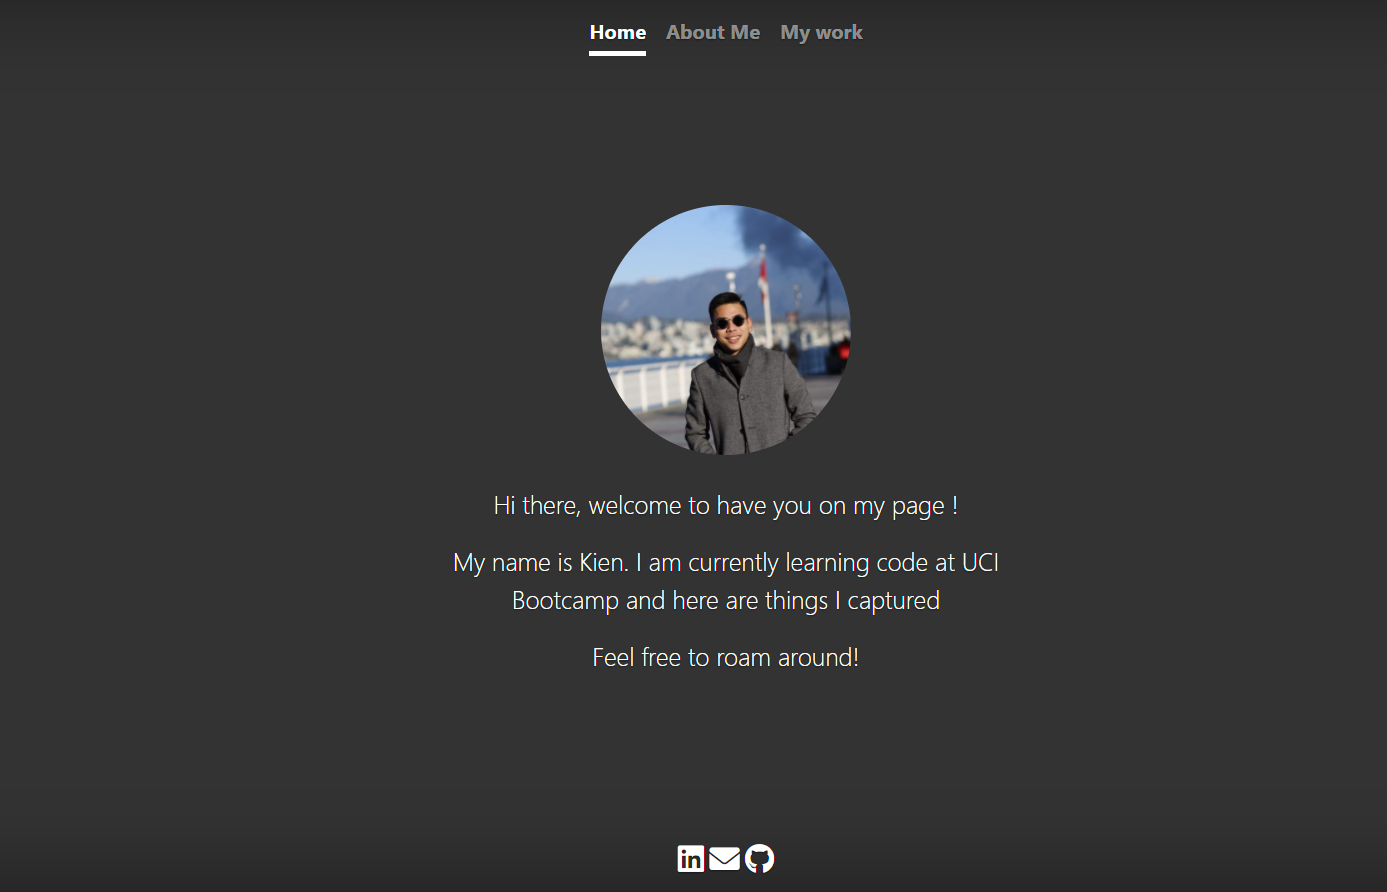 Home About Me My work
Hi there, welcome to have you on my page !
My name is Kien. I am currently learning code at UCI
Bootcamp and here are things I captured
Feel free to roam around!
in